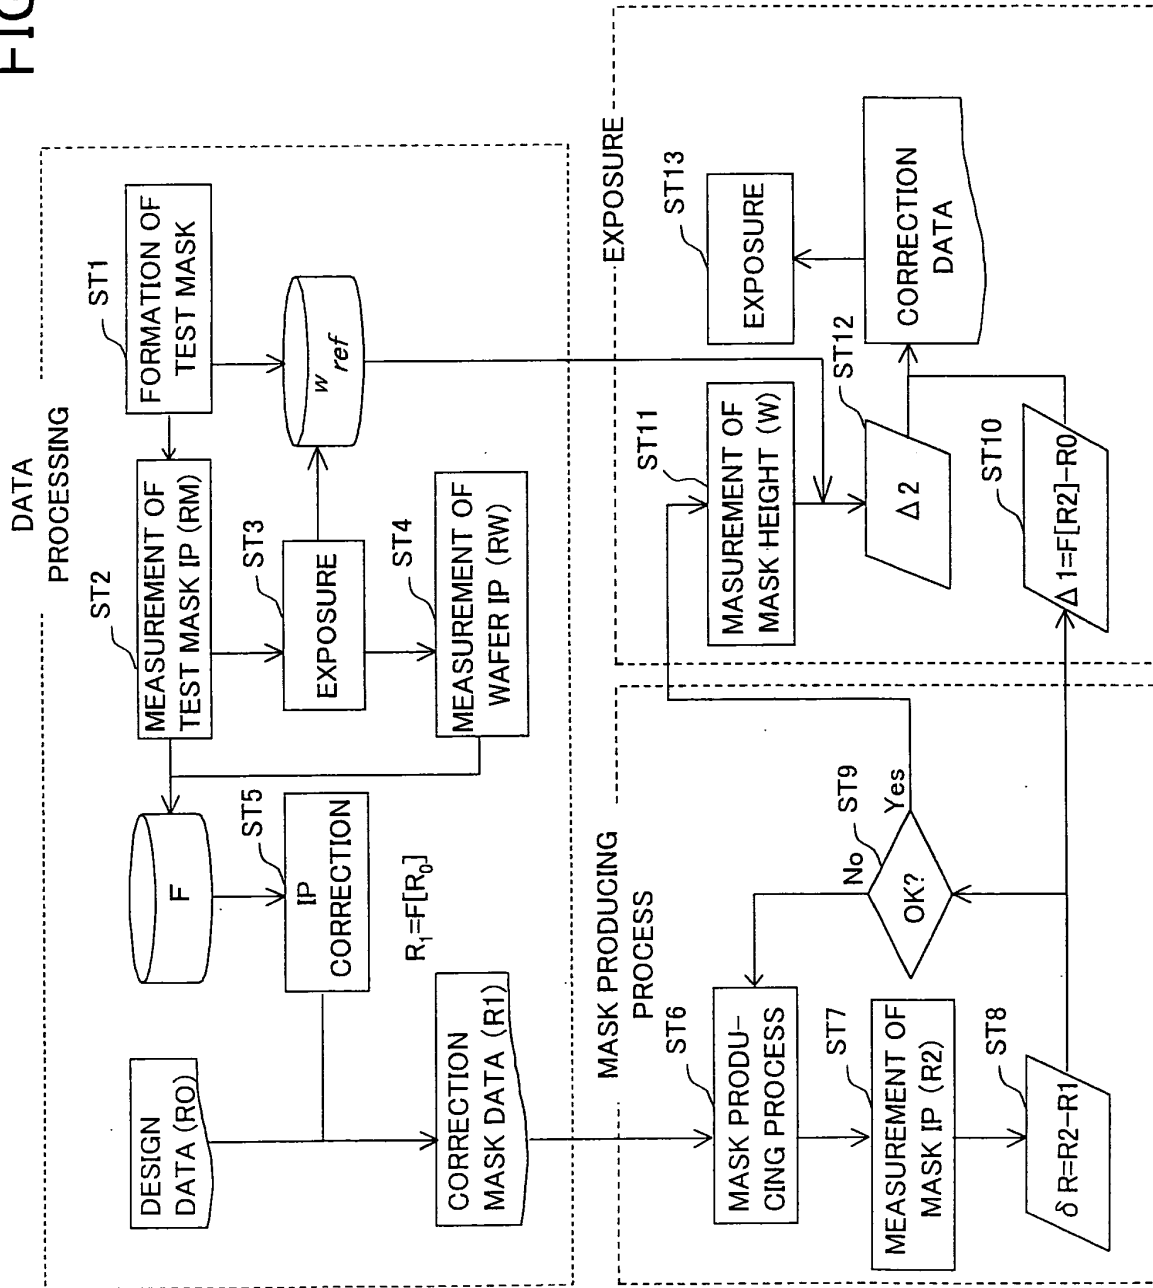 FIG
DATA
PROCESSING
DESIGN
DATA (RO)
F
ST2
MEASUREMENT OF
TEST MASK IP (RM)
ST1
FORMATION OF
TEST MASK
ST5
IP
CORRECTION
R₁=F[R₀]
ST3
EXPOSURE
w ref
CORRECTION
MASK DATA (R1)
ST4
MEASUREMENT OF
WAFER IP (RW)
MASK PRODUCING
PROCESS
ST6
MASK PRODU-
CING PROCESS
ST7
MEASUREMENT OF
MASK IP (R2)
ST8
δ R=R2-R1
ST9
OK?
No
Yes
EXPOSURE
ST11
MASUREMENT OF
MASK HEIGHT (W)
ST12
Δ 2
ST10
Δ 1=F[R2]-R0
ST13
EXPOSURE
CORRECTION
DATA